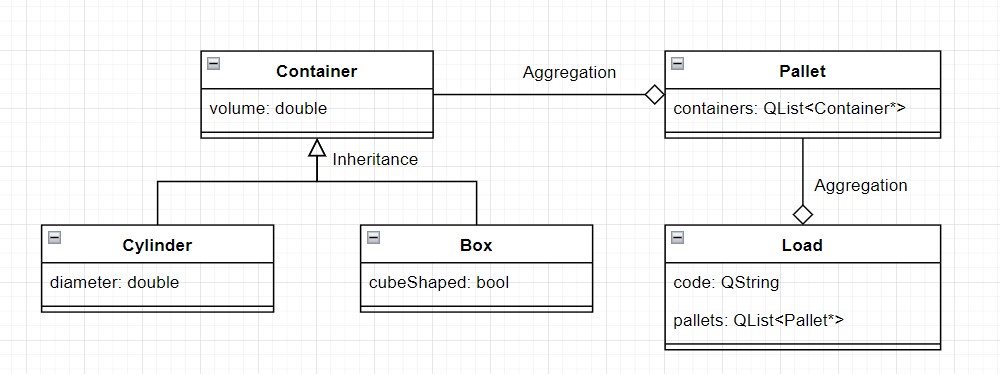 Container
volume: double
Aggregation
Pallet
containers: QList<Container*>
Inheritance
Aggregation
Cylinder
diameter: double
Box
cubeShaped: bool
Load
code: QString
pallets: QList<Pallet*>